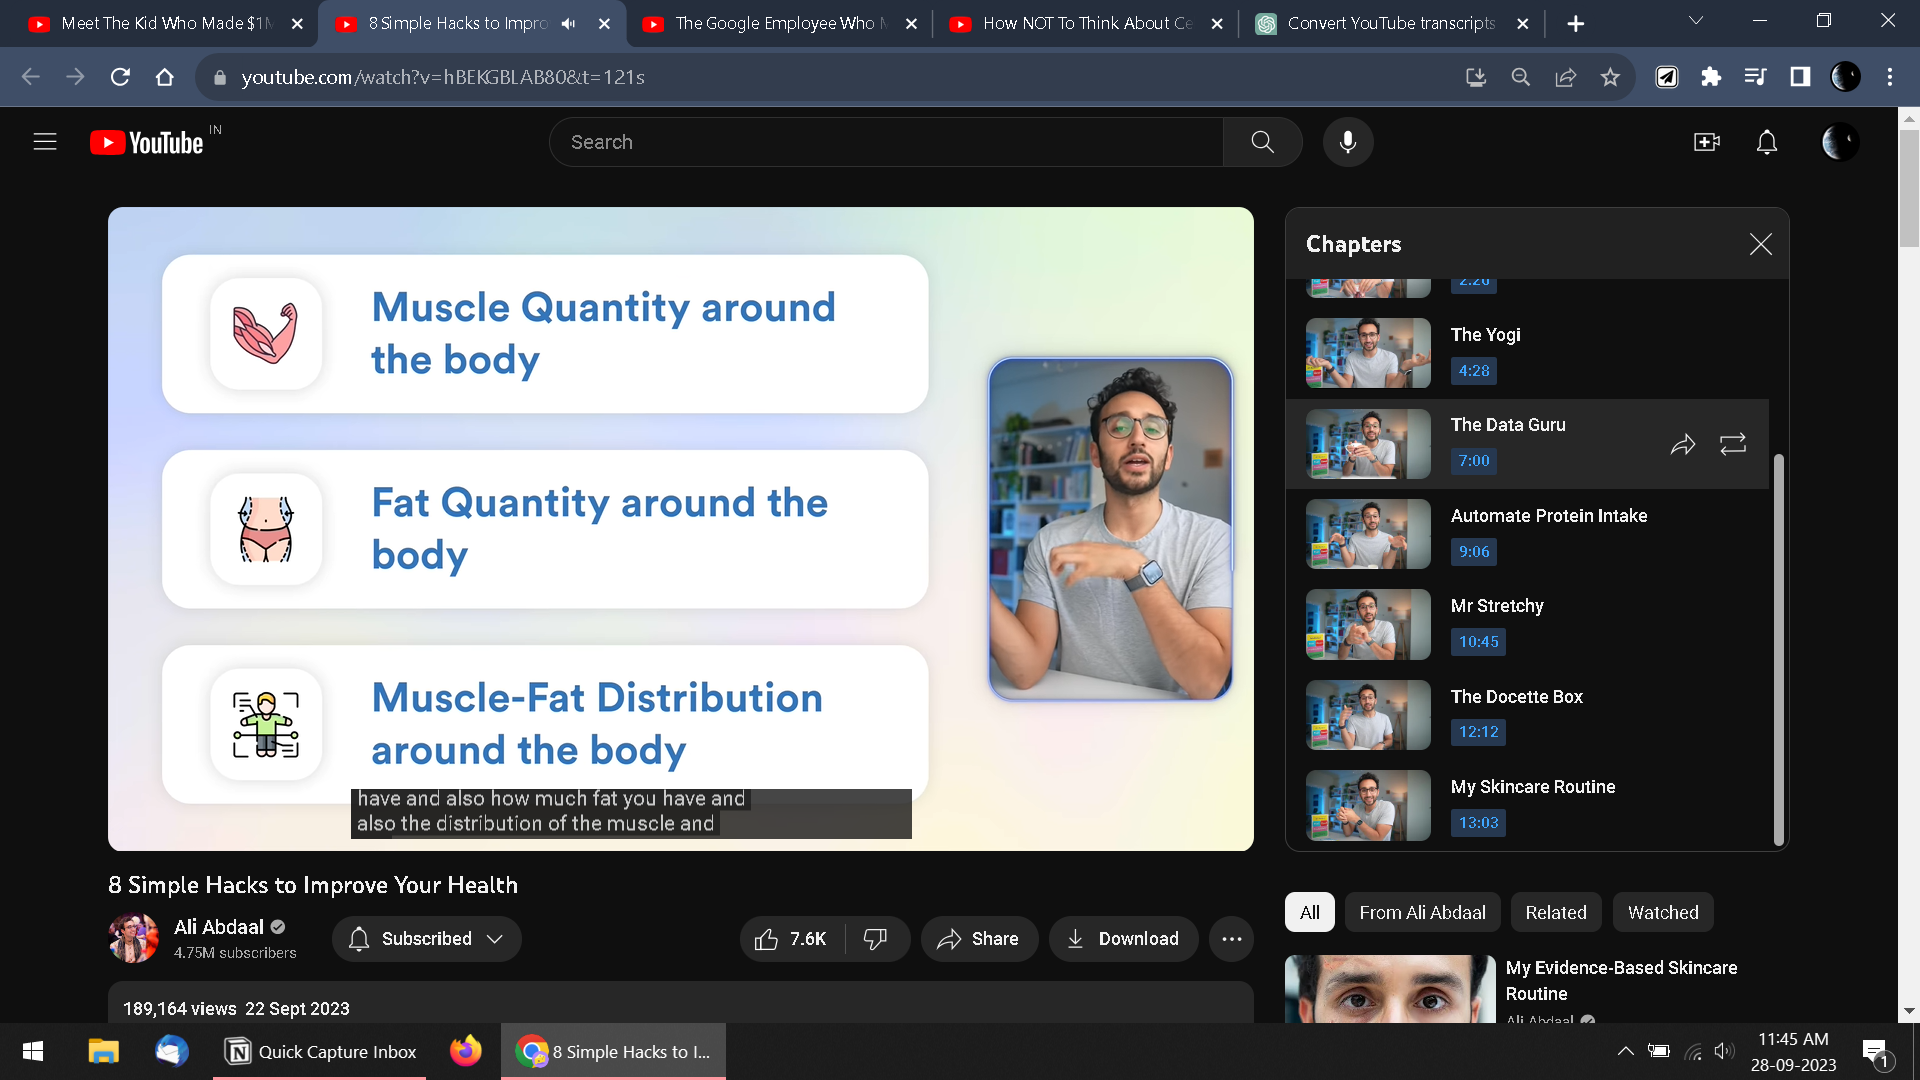 Meet The Kid Who Made $1M
8 Simple Hacks to Impro
The Google Employee Who M
How NOT To Think About Ce
Convert YouTube transcripts
youtube.com/watch?v=hBEKGBLAB80&t=121s
YouTube IN
Search
Muscle Quantity around
the body
Fat Quantity around the
body
Muscle-Fat Distribution
around the body
have and also how much fat you have and
also the distribution of the muscle and
Chapters
2:26
The Yogi
4:28
The Data Guru
7:00
Automate Protein Intake
9:06
Mr Stretchy
10:45
The Docette Box
12:12
My Skincare Routine
13:03
8 Simple Hacks to Improve Your Health
Ali Abdaal
4.75M subscribers
Subscribed
7.6K
Share
Download
189,164 views 22 Sept 2023
All
From Ali Abdaal
Related
Watched
My Evidence-Based Skincare
Routine
Ali Abdaal
Quick Capture Inbox
8 Simple Hacks to I...
11:45 AM
28-09-2023
1